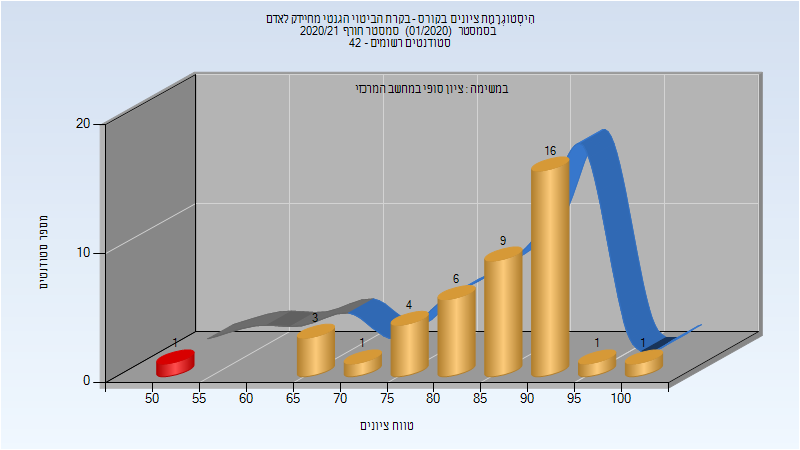 היסטוגרמת ציונים בקורס - בקרת הביטוי הגנטי מחיידק לאדם
בסמסטר (01/2020) סמסטר חורף 2020/21
סטודנטים רשומים - 42
במשימה : ציון סופי במחשב המרכזי
מספר סטודנטים
20
10
0
1
3
1
4
6
9
16
1
1
50 55 60 65 70 75 80 85 90 95 100
טווח ציונים